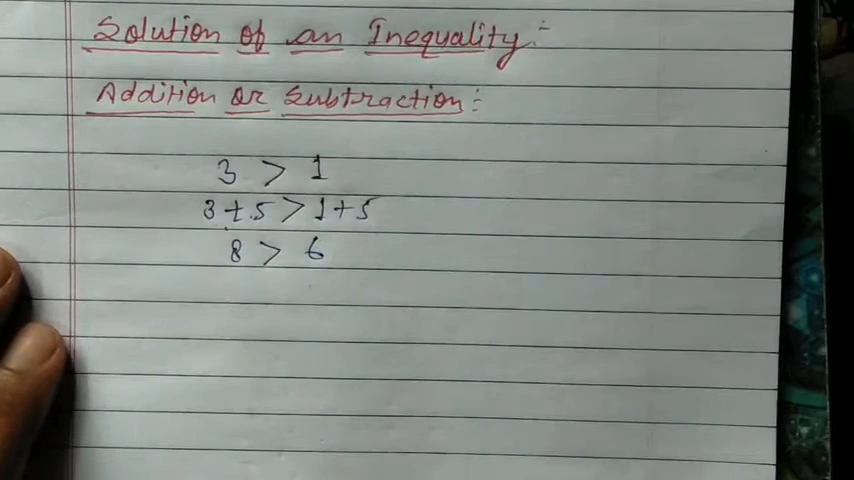 Solution of an Inequality:-
Addition or Subtraction:
3 > 1
3 + 5 > 1 + 5
8 > 6